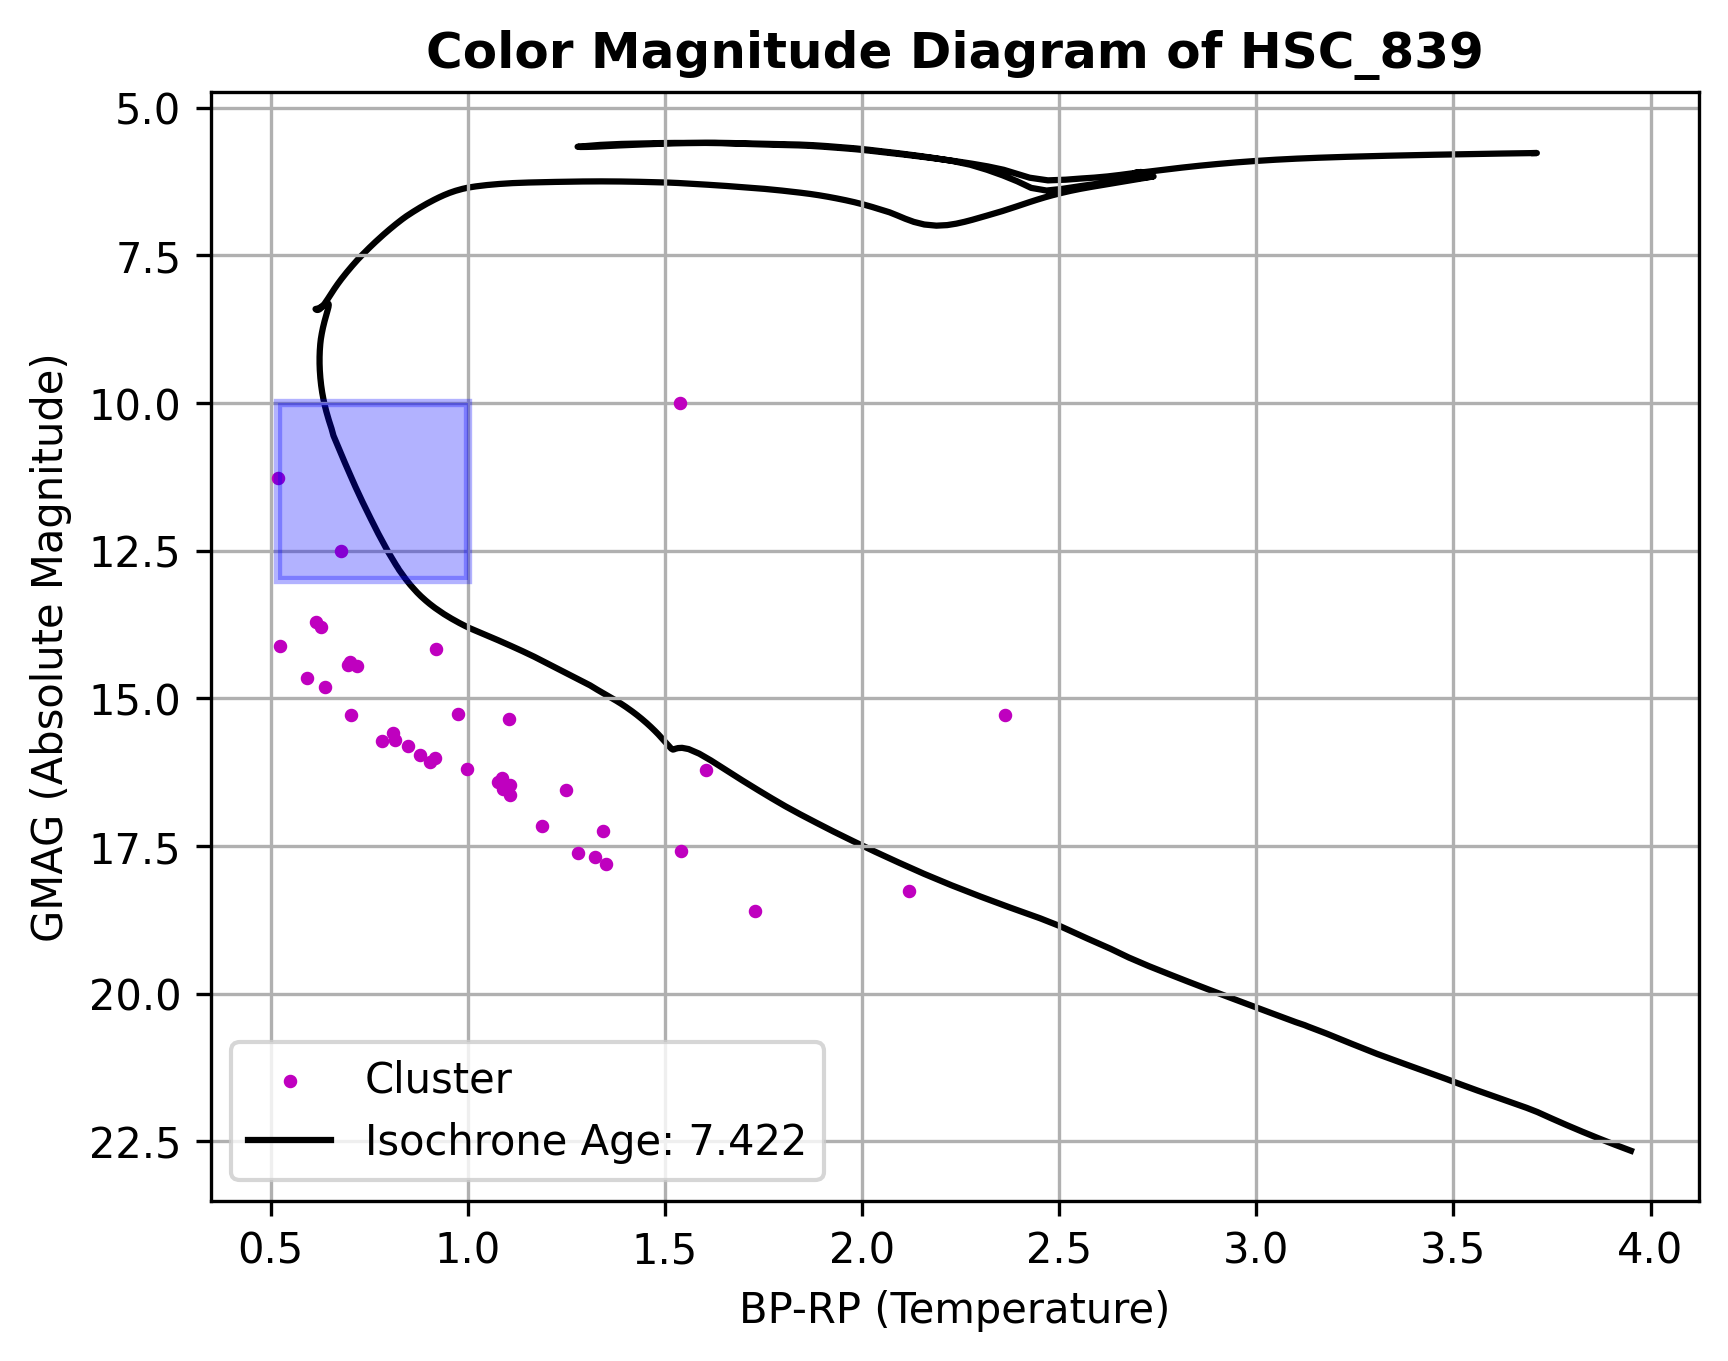 Color Magnitude Diagram of HSC_839
GMAG (Absolute Magnitude)
5.0
7.5
10.0
12.5
15.0
17.5
20.0
22.5
Cluster
Isochrone Age: 7.422
0.5 1.0 1.5 2.0 2.5 3.0 3.5 4.0
BP-RP (Temperature)